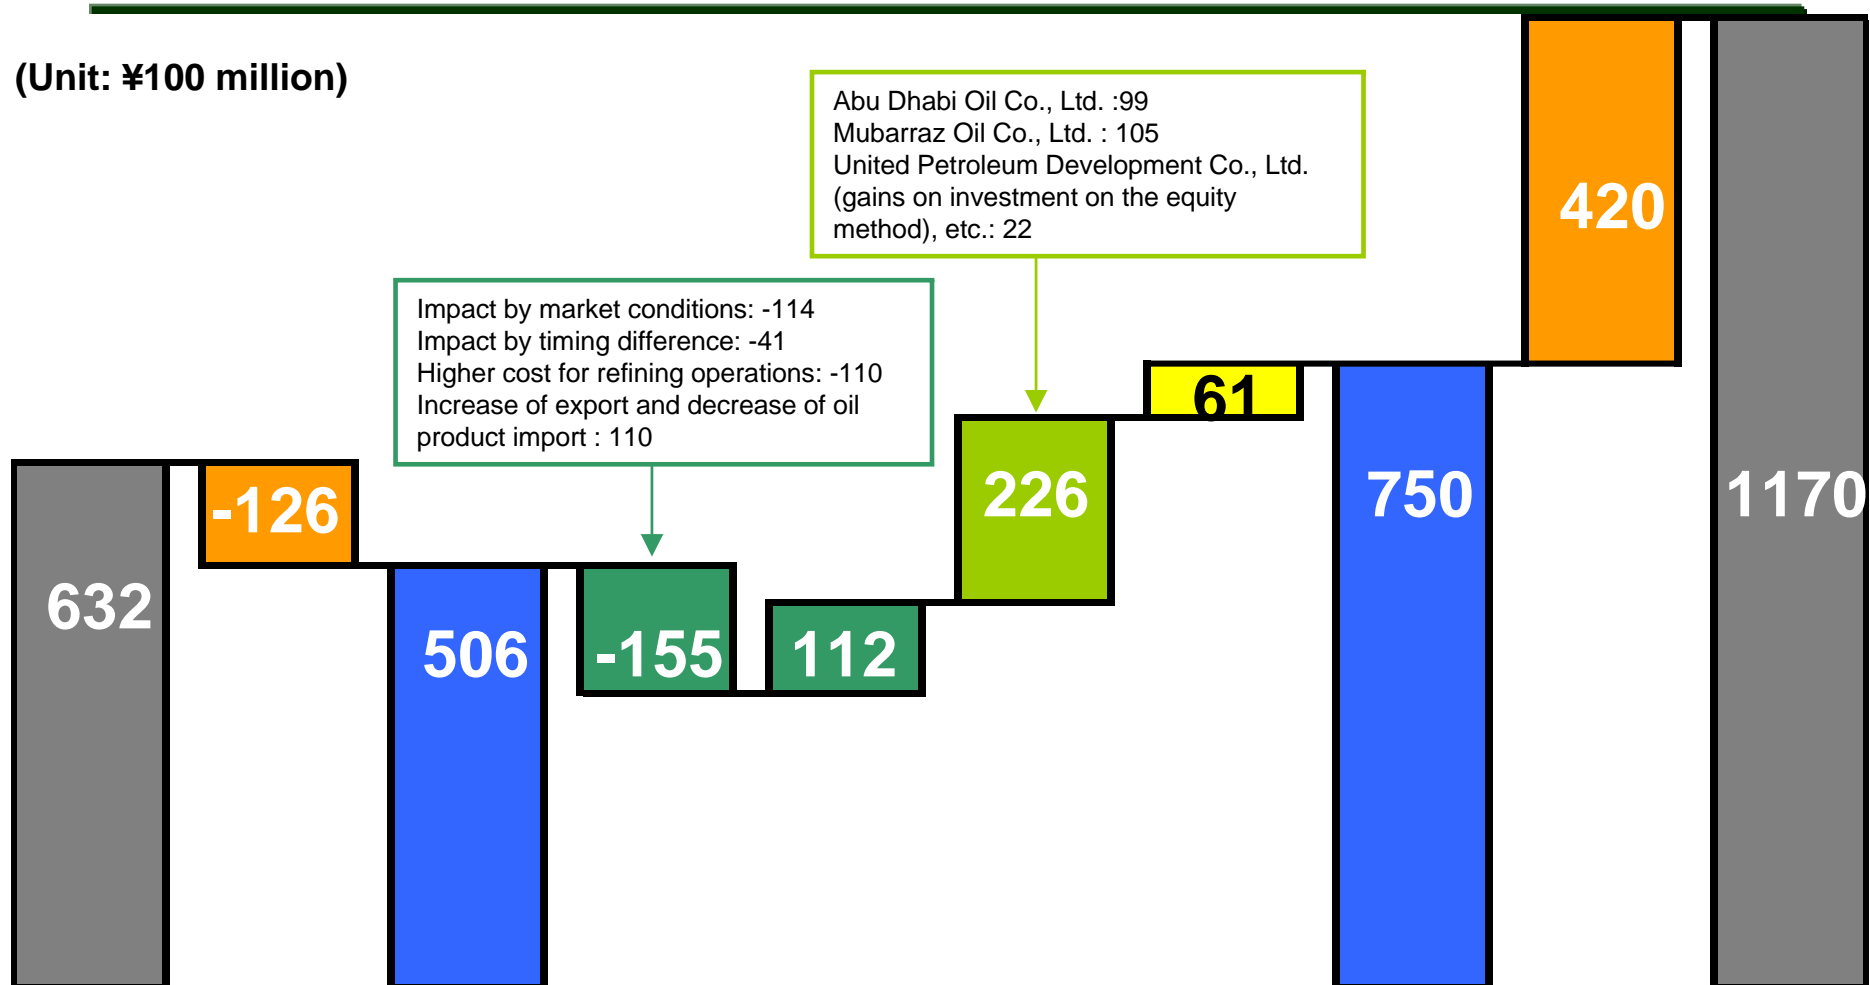 (Unit: ¥100 million)
Abu Dhabi Oil Co., Ltd. :99
Mubarraz Oil Co., Ltd. : 105
United Petroleum Development Co., Ltd.
(gains on investment on the equity
method), etc.: 22
Impact by market conditions: -114
Impact by timing difference: -41
Higher cost for refining operations: -110
Increase of export and decrease of oil
product import : 110
632
-126
506
-155
112
226
61
750
420
1170